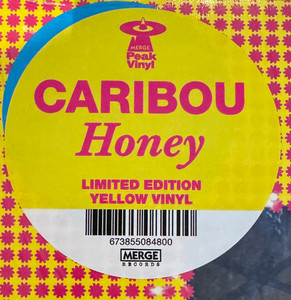 MERGE
Peak
Vinyl
CARIBOU
Honey
LIMITED EDITION
YELLOW VINYL
673855084800
MERGE
RECORDS